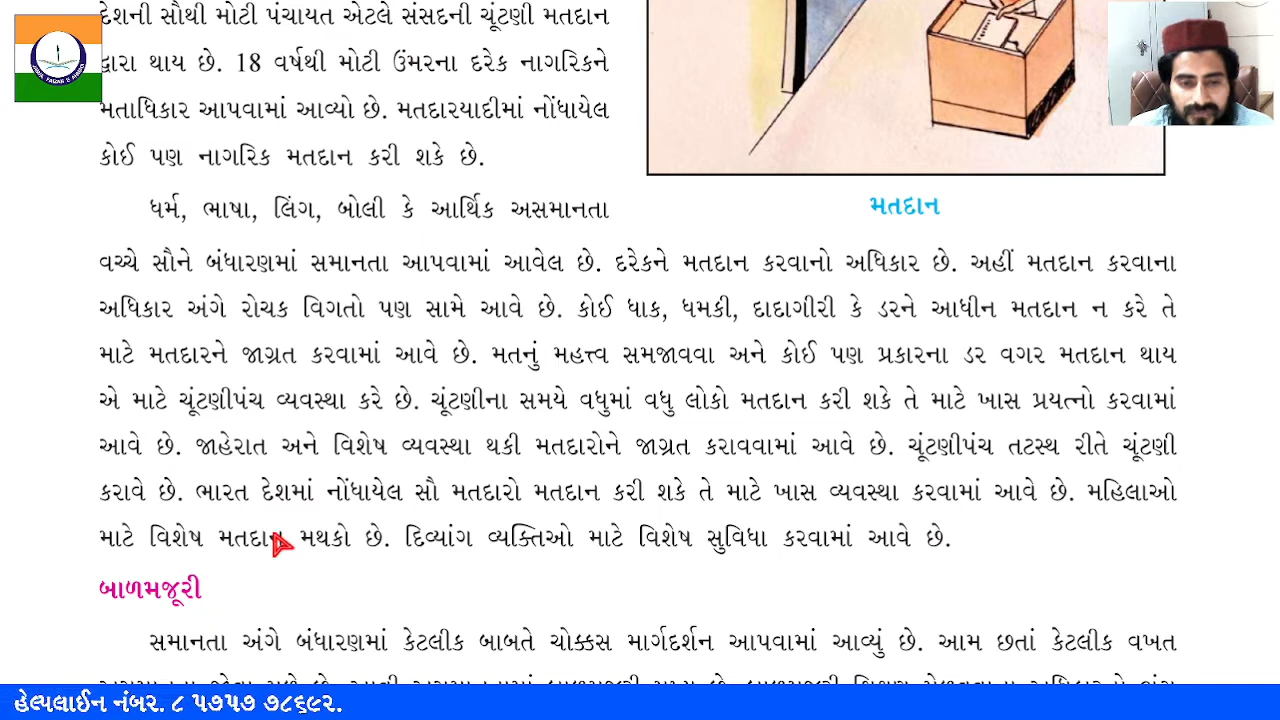 દેશની સૌથી મોટી પંચાયત એટલે સંસદની ચૂંટણી મતદાન
દ્વારા થાય છે. 18 વર્ષથી મોટી ઉંમરના દરેક નાગરિકને
મતાધિકાર આપવામાં આવ્યો છે. મતદારયાદીમાં નોંધાયેલ
કોઈ પણ નાગરિક મતદાન કરી શકે છે.
મતદાન
ધર્મ, ભાષા, લિંગ, બોલી કે આર્થિક અસમાનતા
વચ્ચે સૌને બંધારણમાં સમાનતા આપવામાં આવેલ છે. દરેકને મતદાન કરવાનો અધિકાર છે. અહીં મતદાન કરવાના
અધિકાર અંગે રોચક વિગતો પણ સામે આવે છે. કોઈ ધાક, ધમકી, દાદાગીરી કે ડરને આધીન મતદાન ન કરે તે
માટે મતદારને જાગ્રત કરવામાં આવે છે. મતનું મહત્ત્વ સમજાવવા અને કોઈ પણ પ્રકારના ડર વગર મતદાન થાય
એ માટે ચૂંટણીપંચ વ્યવસ્થા કરે છે. ચૂંટણીના સમયે વધુમાં વધુ લોકો મતદાન કરી શકે તે માટે ખાસ પ્રયત્નો કરવામાં
આવે છે. જાહેરાત અને વિશેષ વ્યવસ્થા થકી મતદારોને જાગ્રત કરાવવામાં આવે છે. ચૂંટણીપંચ તટસ્થ રીતે ચૂંટણી
કરાવે છે. ભારત દેશમાં નોંધાયેલ સૌ મતદારો મતદાન કરી શકે તે માટે ખાસ વ્યવસ્થા કરવામાં આવે છે. મહિલાઓ
માટે વિશેષ મતદાન મથકો છે. દિવ્યાંગ વ્યક્તિઓ માટે વિશેષ સુવિધા કરવામાં આવે છે.
બાળમજૂરી
સમાનતા અંગે બંધારણમાં કેટલીક બાબતે ચોક્કસ માર્ગદર્શન આપવામાં આવ્યું છે. આમ છતાં કેટલીક વખત
હેલ્પલાઈન નંબર. ૮ ૫૭૫૭ ૭૮૬૯૨.